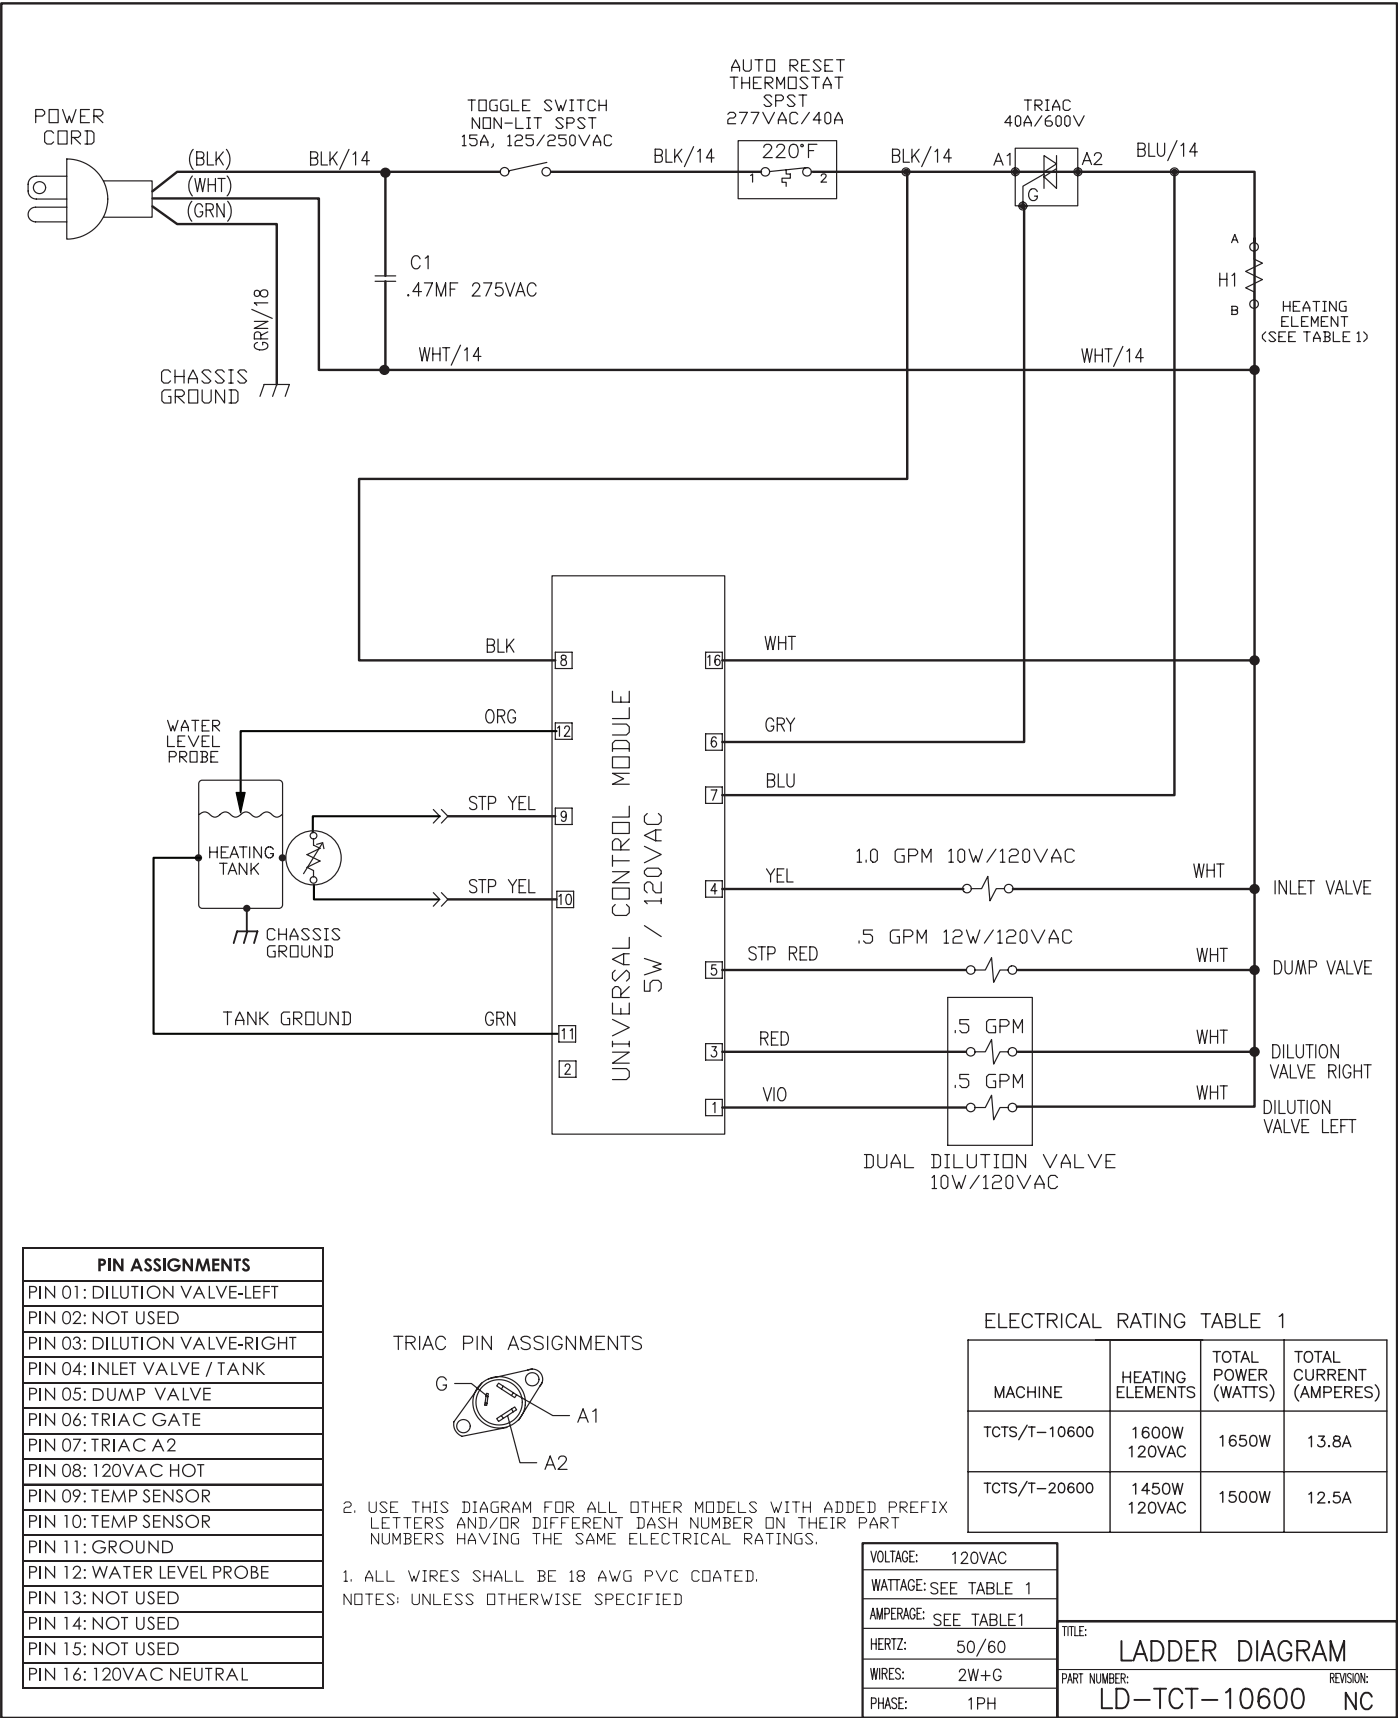 AUTO RESET
THERMOSTAT
SPST
277VAC/40A
POWER
CORD
TOGGLE SWITCH
NON-LIT SPST
15A, 125/250VAC
TRIAC
40A/600V
(BLK)
BLK/14
BLK/14
220°F
1
2
BLK/14
A1
A2
G
BLU/14
(WHT)
(GRN)
GRN/18
C1
.47MF 275VAC
A
H1
B
HEATING
ELEMENT
(SEE TABLE 1)
WHT/14
WHT/14
CHASSIS
GROUND
UNIVERSAL CONTROL MODULE
5W / 120VAC
BLK
8
16
WHT
WATER
LEVEL
PROBE
ORG
12
6
GRY
7
BLU
STP YEL
9
HEATING
TANK
STP YEL
10
CHASSIS
GROUND
4
YEL
1.0 GPM 10W/120VAC
WHT
INLET VALVE
5
STP RED
.5 GPM 12W/120VAC
WHT
DUMP VALVE
TANK GROUND
GRN
11
2
3
RED
.5 GPM
WHT
DILUTION
VALVE RIGHT
1
VIO
.5 GPM
WHT
DILUTION
VALVE LEFT
DUAL DILUTION VALVE
10W/120VAC
PIN ASSIGNMENTS
PIN 01: DILUTION VALVE-LEFT
PIN 02: NOT USED
PIN 03: DILUTION VALVE-RIGHT
PIN 04: INLET VALVE / TANK
PIN 05: DUMP VALVE
PIN 06: TRIAC GATE
PIN 07: TRIAC A2
PIN 08: 120VAC HOT
PIN 09: TEMP SENSOR
PIN 10: TEMP SENSOR
PIN 11: GROUND
PIN 12: WATER LEVEL PROBE
PIN 13: NOT USED
PIN 14: NOT USED
PIN 15: NOT USED
PIN 16: 120VAC NEUTRAL
TRIAC PIN ASSIGNMENTS
G
A1
A2
2. USE THIS DIAGRAM FOR ALL OTHER MODELS WITH ADDED PREFIX
LETTERS AND/OR DIFFERENT DASH NUMBER ON THEIR PART
NUMBERS HAVING THE SAME ELECTRICAL RATINGS.
1. ALL WIRES SHALL BE 18 AWG PVC COATED.
NOTES: UNLESS OTHERWISE SPECIFIED
ELECTRICAL RATING TABLE 1
MACHINE
HEATING
ELEMENTS
TOTAL
POWER
(WATTS)
TOTAL
CURRENT
(AMPERES)
TCTS/T-10600
1600W
120VAC
1650W
13.8A
TCTS/T-20600
1450W
120VAC
1500W
12.5A
VOLTAGE: 120VAC
WATTAGE: SEE TABLE 1
AMPERAGE: SEE TABLE1
HERTZ: 50/60
WIRES: 2W+G
PHASE: 1PH
TITLE:
LADDER DIAGRAM
PART NUMBER:
LD-TCT-10600
REVISION:
NC